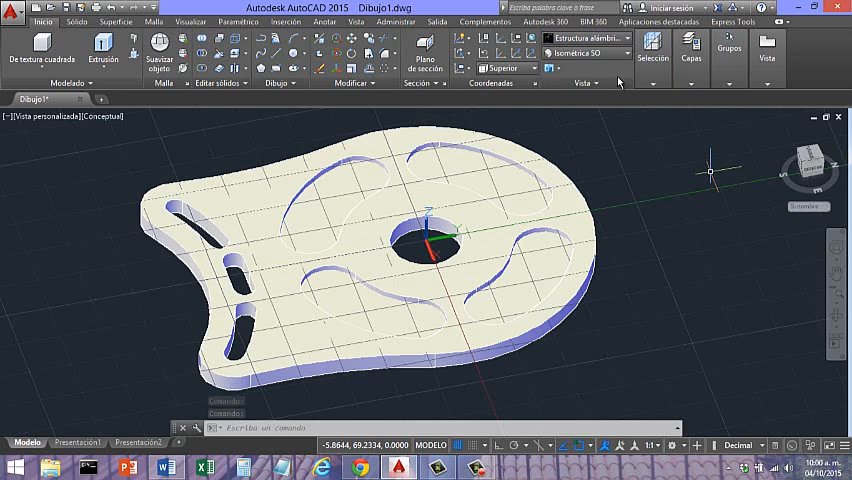 Autodesk AutoCAD 2015 Dibujo1.dwg
Escriba palabra clave o frase
Iniciar sesión
Inicio Sólido Superficie Malla Visualizar Paramétrico Inserción Anotar Vista Administrar Salida Complementos Autodesk 360 BIM 360 Aplicaciones destacadas Express Tools
De textura cuadrada
Extrusión
Suavizar objeto
Plano de sección
Superior
Estructura alámbri...
Isométrica SO
Selección
Capas
Grupos
Vista
Modelado Malla Editar sólidos Dibujo Modificar Sección Coordenadas Vista
Dibujo1*
[−][Vista personalizada][Conceptual]
N
S
E
S-nombre
Z
X
Comando:
Comando:
Escriba un comando
Modelo Presentación1 Presentación2
-5.8644, 69.2334, 0.0000 MODELO
1:1
Decimal
10:00 a. m.
04/10/2015